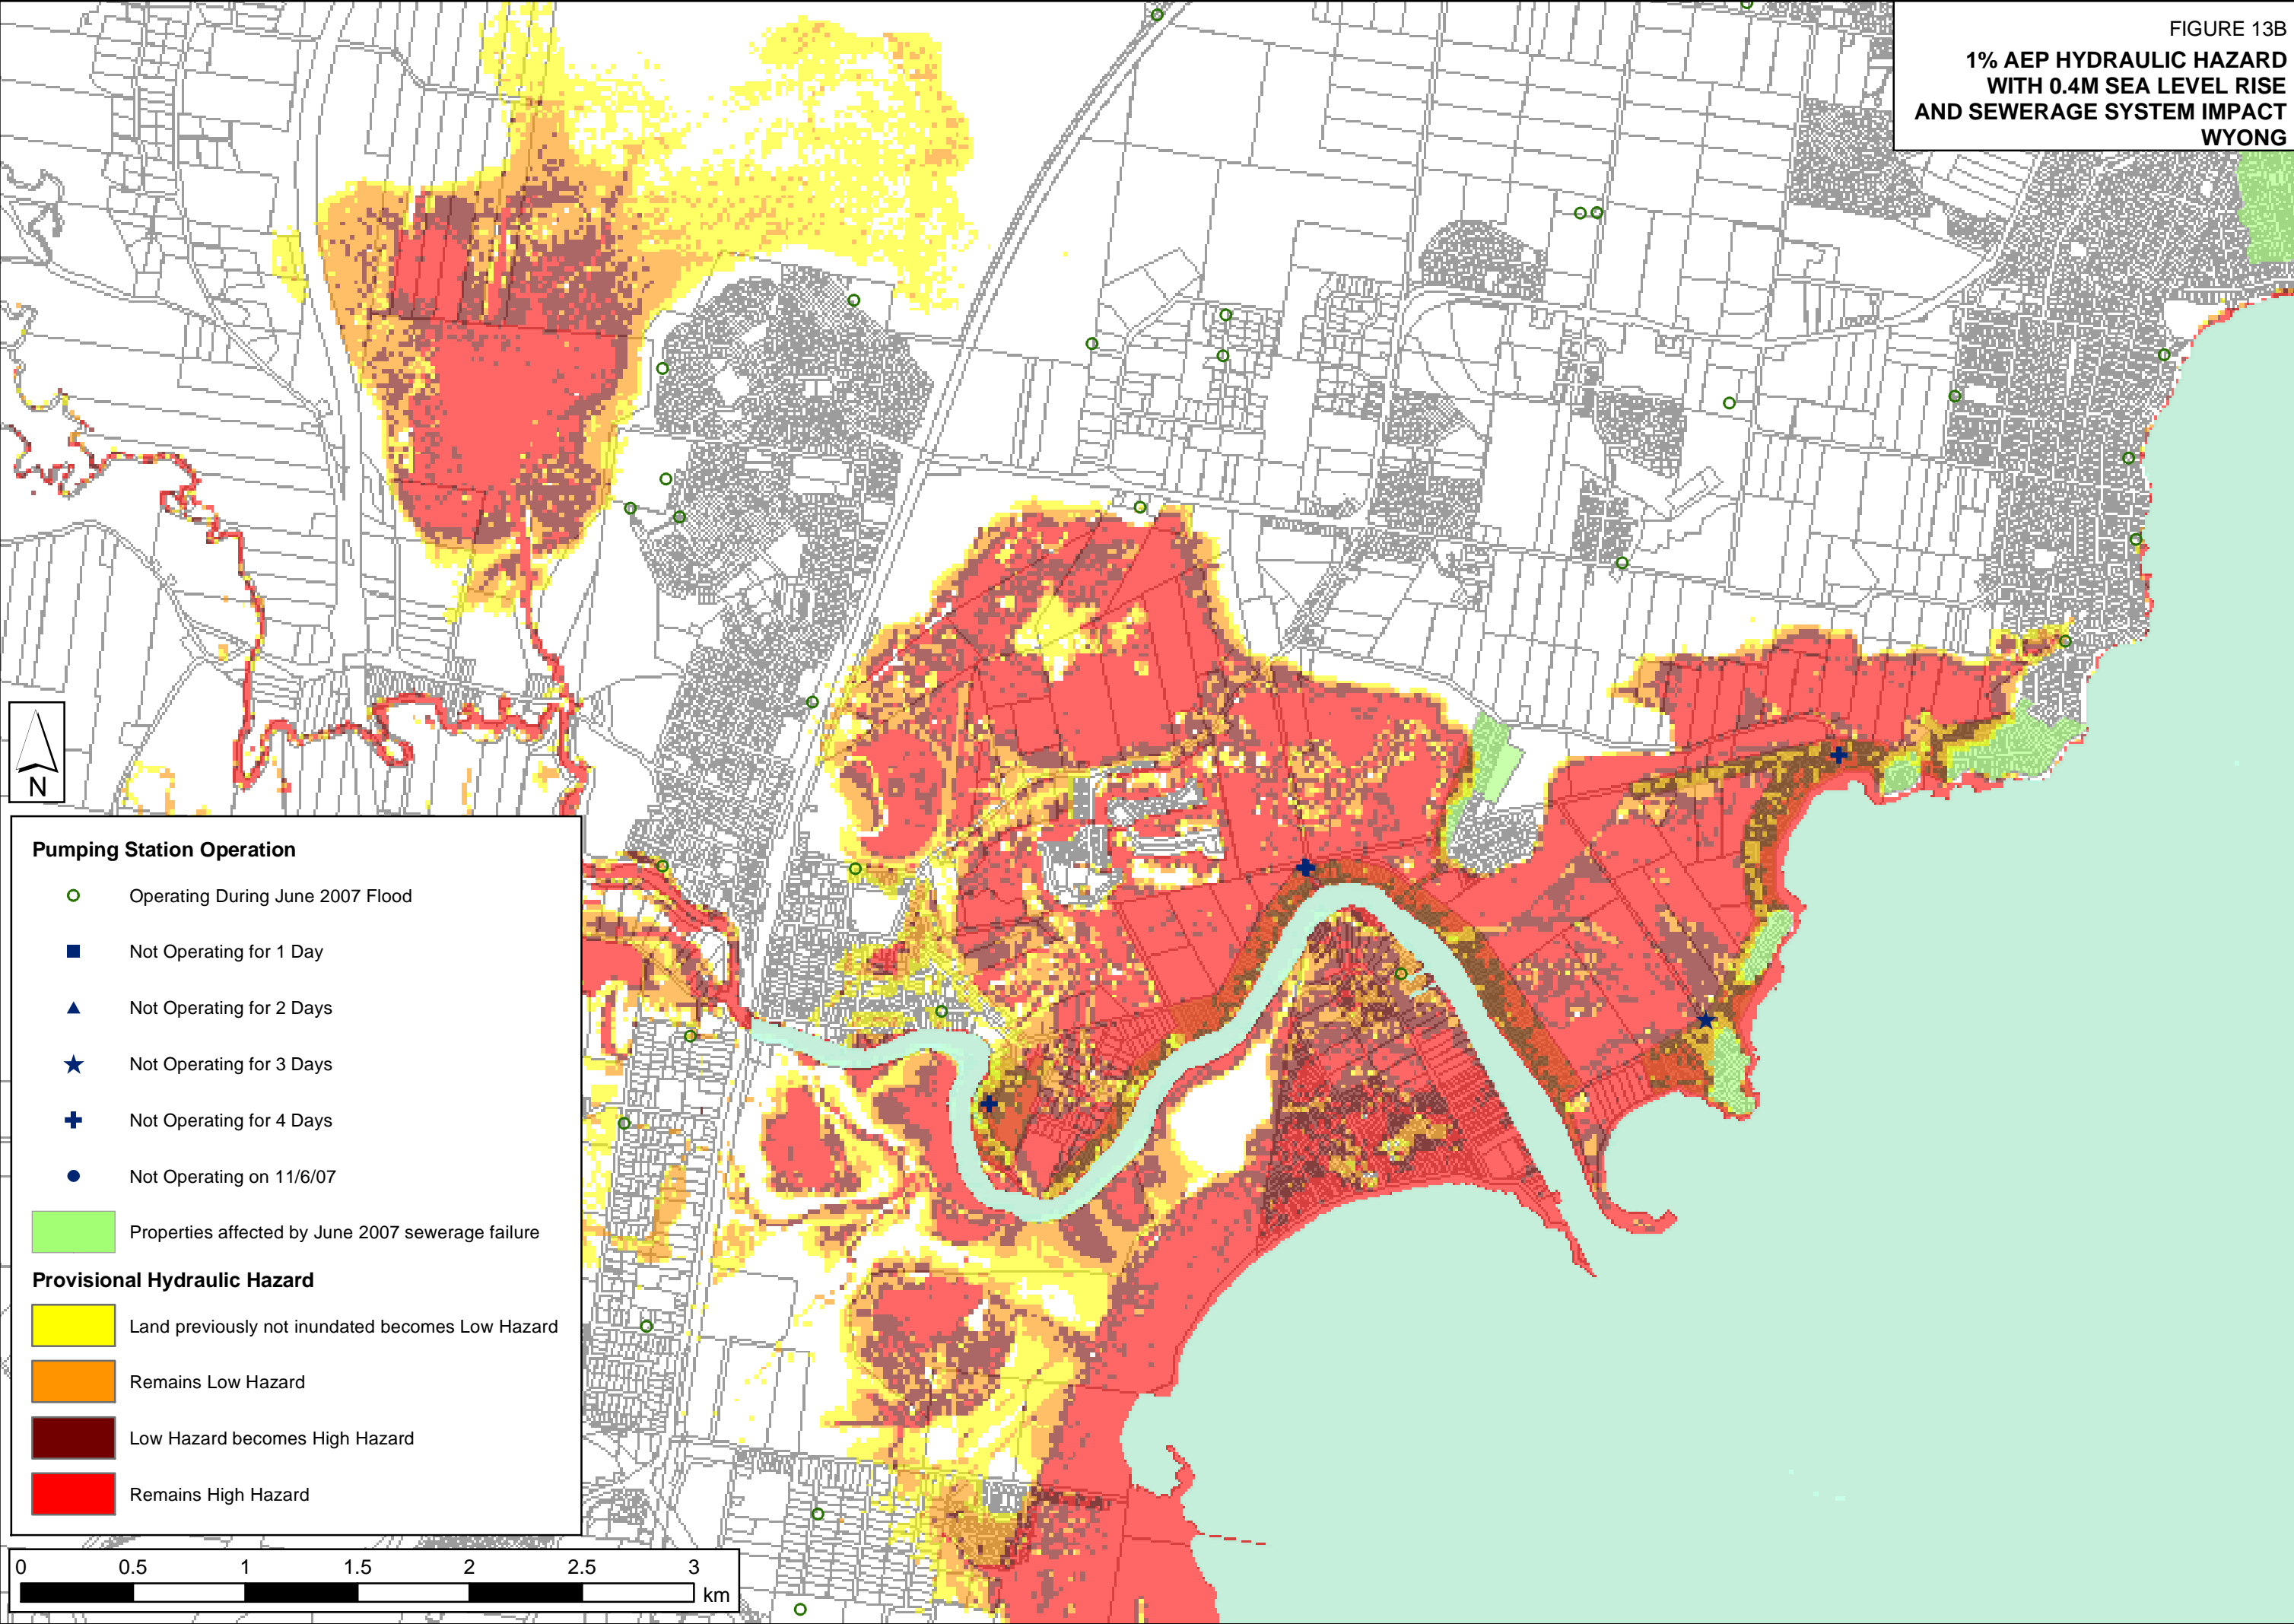 FIGURE 13B
1% AEP HYDRAULIC HAZARD
WITH 0.4M SEA LEVEL RISE
AND SEWERAGE SYSTEM IMPACT
WYONG
N
Pumping Station Operation
Operating During June 2007 Flood
Not Operating for 1 Day
Not Operating for 2 Days
Not Operating for 3 Days
Not Operating for 4 Days
Not Operating on 11/6/07
Properties affected by June 2007 sewerage failure
Provisional Hydraulic Hazard
Land previously not inundated becomes Low Hazard
Remains Low Hazard
Low Hazard becomes High Hazard
Remains High Hazard
0 0.5 1 1.5 2 2.5 3
km